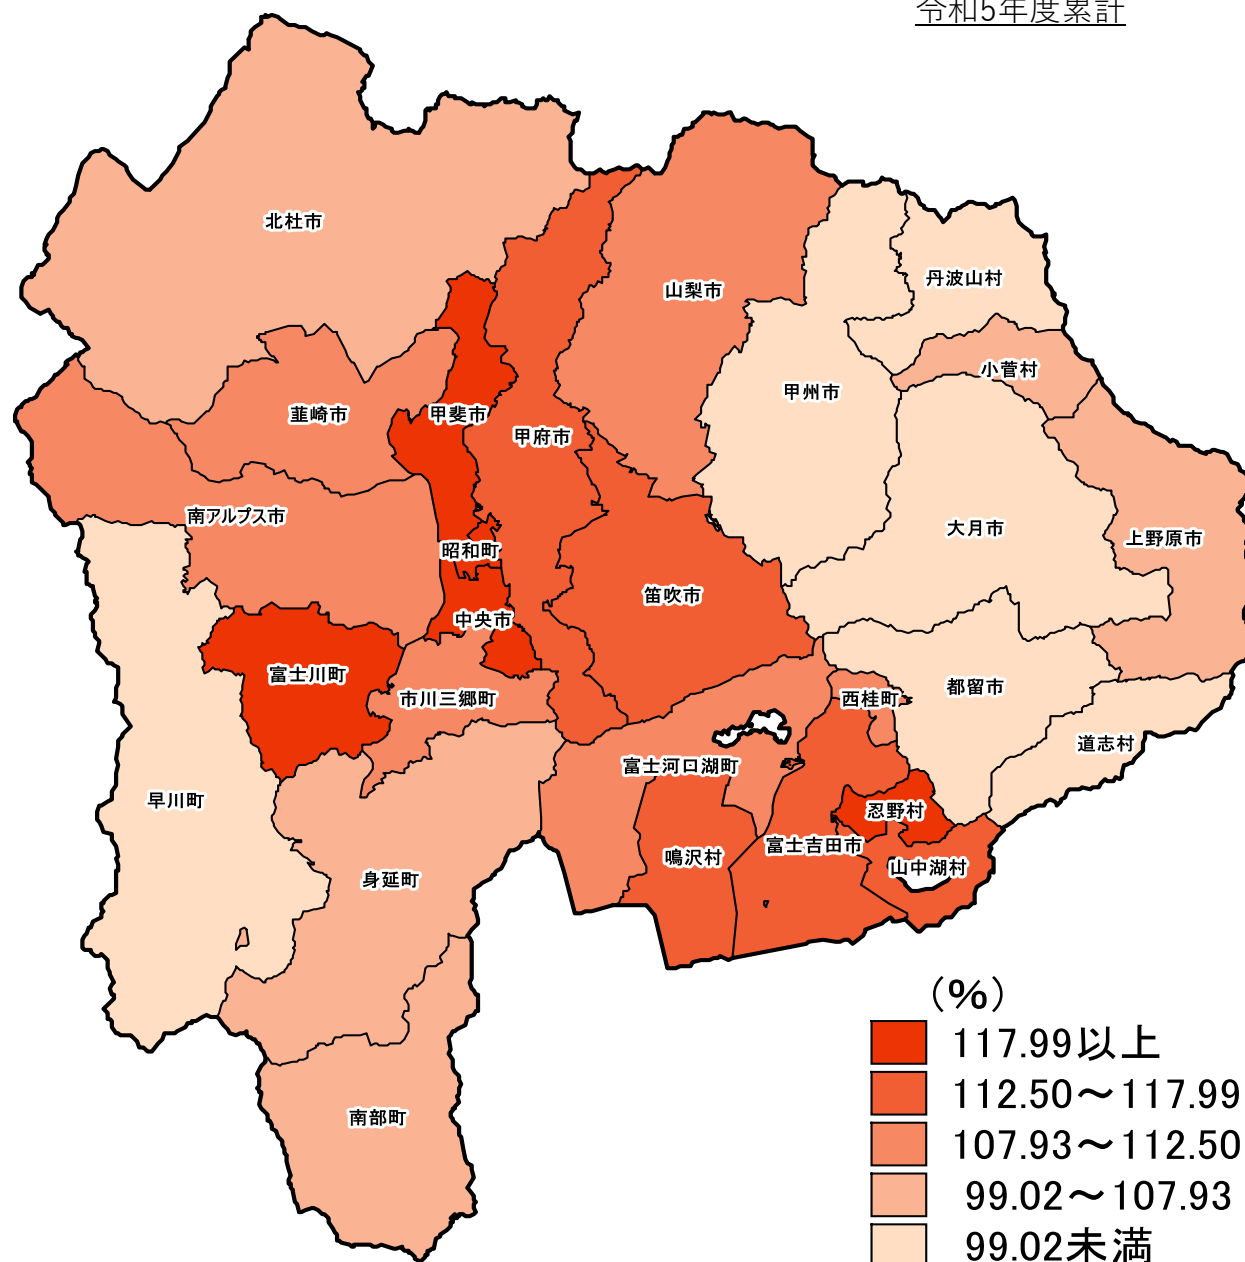 令和5年度累計
北杜市
丹波山村
山梨市
小菅村
甲州市
韮崎市
甲斐市
甲府市
南アルプス市
大月市
上野原市
昭和町
笛吹市
中央市
富士川町
市川三郷町
西桂町
都留市
道志村
富士河口湖町
早川町
忍野村
富士吉田市
鳴沢村
山中湖村
身延町
南部町
(%)
117.99以上
112.50～117.99
107.93～112.50
99.02～107.93
99.02未満